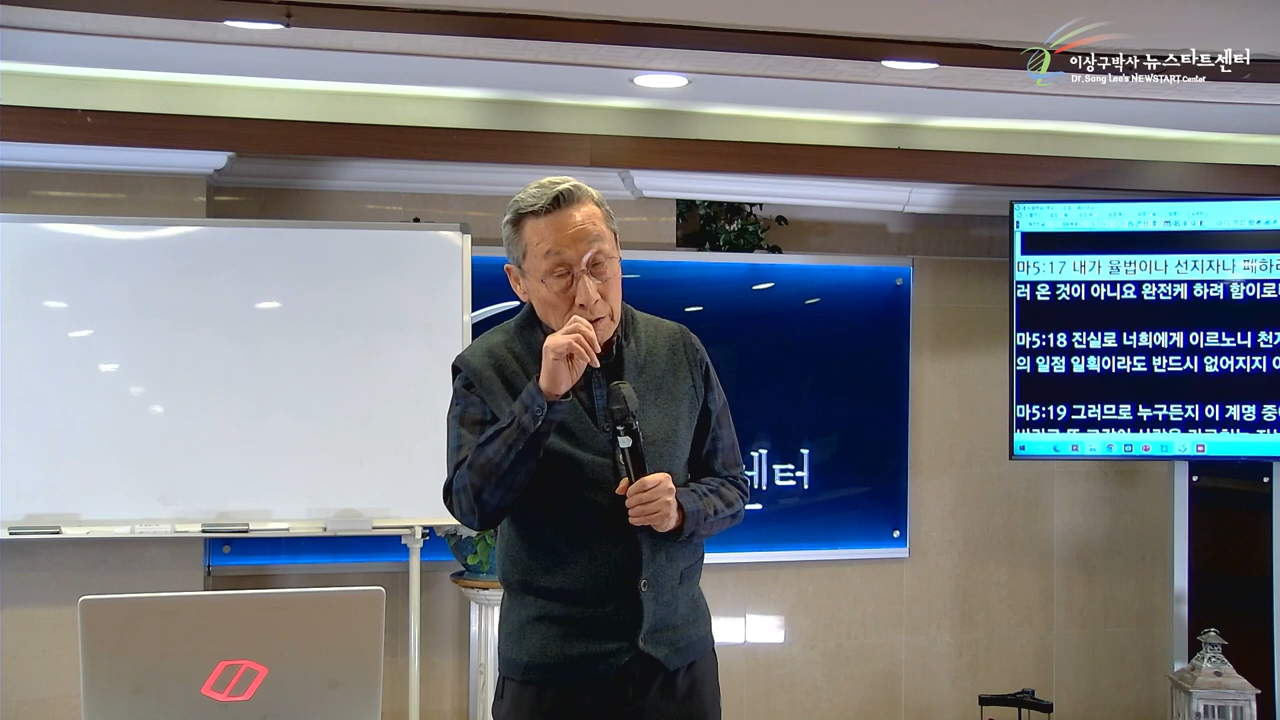 이상구박사 뉴스타트센터
Dr. Sang Lee's NEWSTART Center
마5:17 내가 율법이나 선지자나 폐하러
러 온 것이 아니요 완전케 하려 함이로
마5:18 진실로 너희에게 이르노니 천지
의 일점 일획이라도 반드시 없어지지
마5:19 그러므로 누구든지 이 계명 중
센터